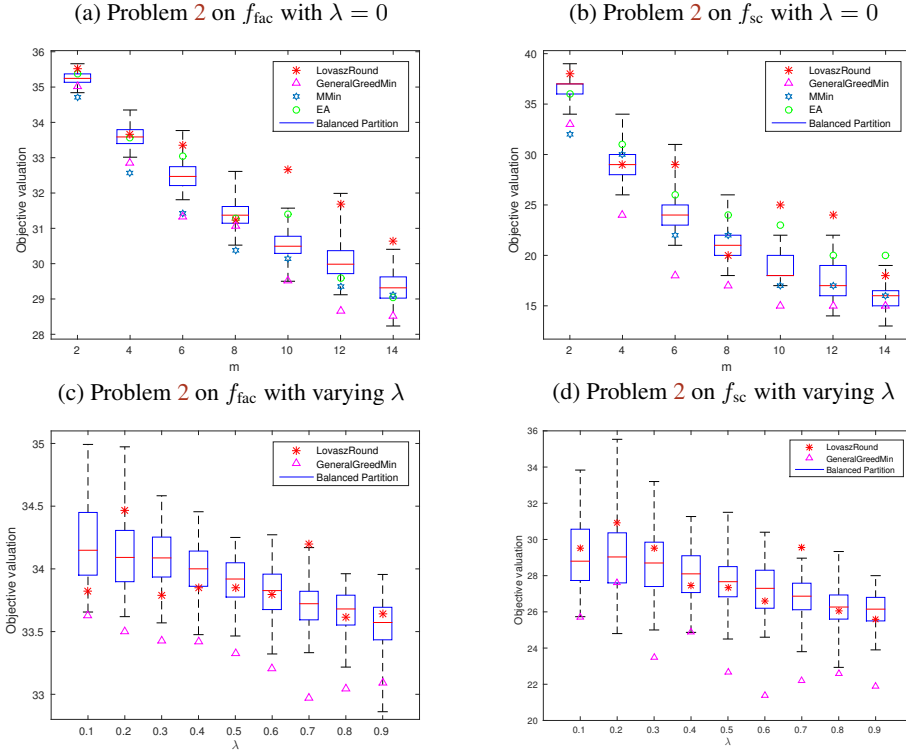 (a) Problem 2 on f_fac with λ = 0
36
35
34
33
32
31
30
29
28
Objective valuation
2 4 6 8 10 12 14
m
LovaszRound
GeneralGreedMin
MMin
EA
Balanced Partition
(b) Problem 2 on f_sc with λ = 0
40
35
30
25
20
15
Objective valuation
2 4 6 8 10 12 14
m
LovaszRound
GeneralGreedMin
MMin
EA
Balanced Partition
(c) Problem 2 on f_fac with varying λ
35
34.5
34
33.5
33
Objective valuation
0.1 0.2 0.3 0.4 0.5 0.6 0.7 0.8 0.9
λ
LovaszRound
GeneralGreedMin
Balanced Partition
(d) Problem 2 on f_sc with varying λ
36
34
32
30
28
26
24
22
20
Objective valuation
0.1 0.2 0.3 0.4 0.5 0.6 0.7 0.8 0.9
λ
LovaszRound
GeneralGreedMin
Balanced Partition